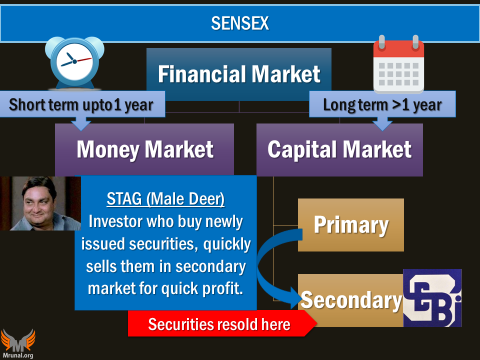 SENSEX
Financial Market
Short term upto1 year
Long term >1 year
Money Market
Capital Market
STAG (Male Deer)
Investor who buy newly
issued securities, quickly
sells them in secondary
market for quick profit.
Primary
Secondary
SEBI
Securities resold here
Mrunal.org